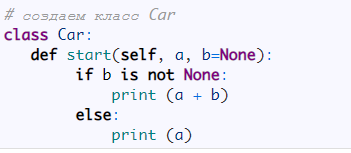 # создаем класс Car
class Car:
    def start(self, a, b=None):
        if b is not None:
            print (a + b)
        else:
            print (a)